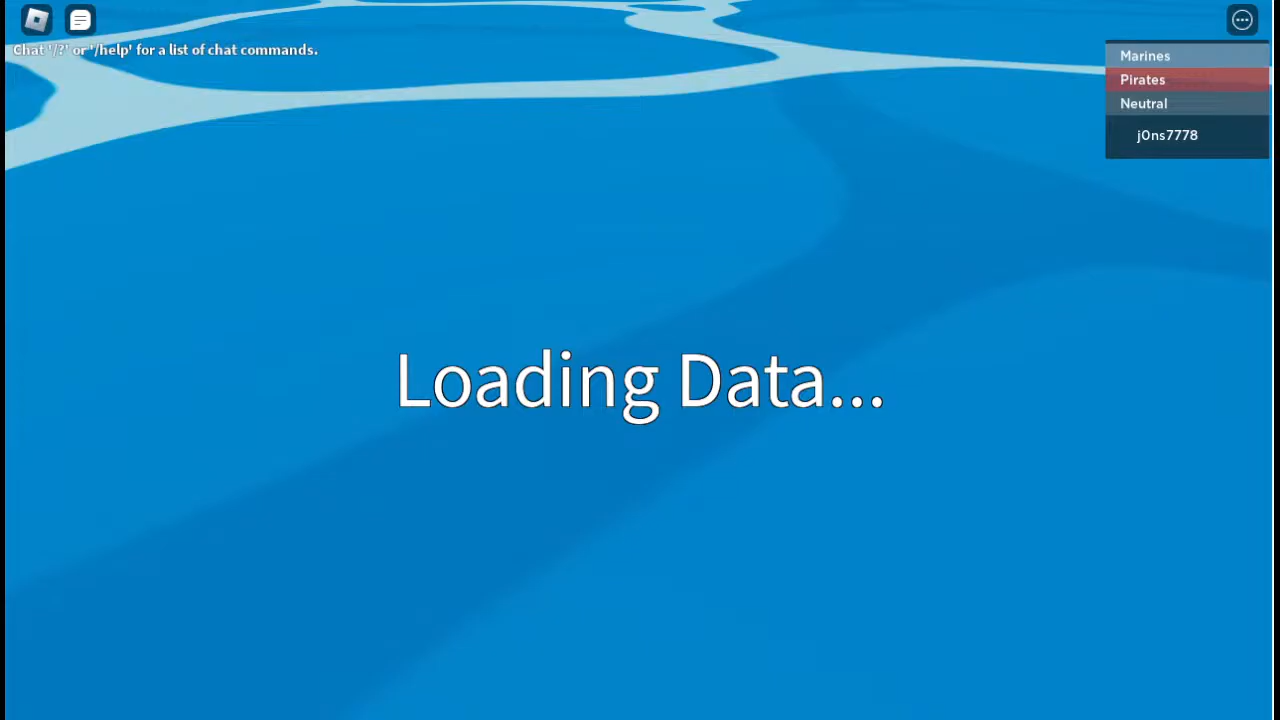 Chat '/?' or '/help' for a list of chat commands.
Marines
Pirates
Neutral
j0ns7778
Loading Data...